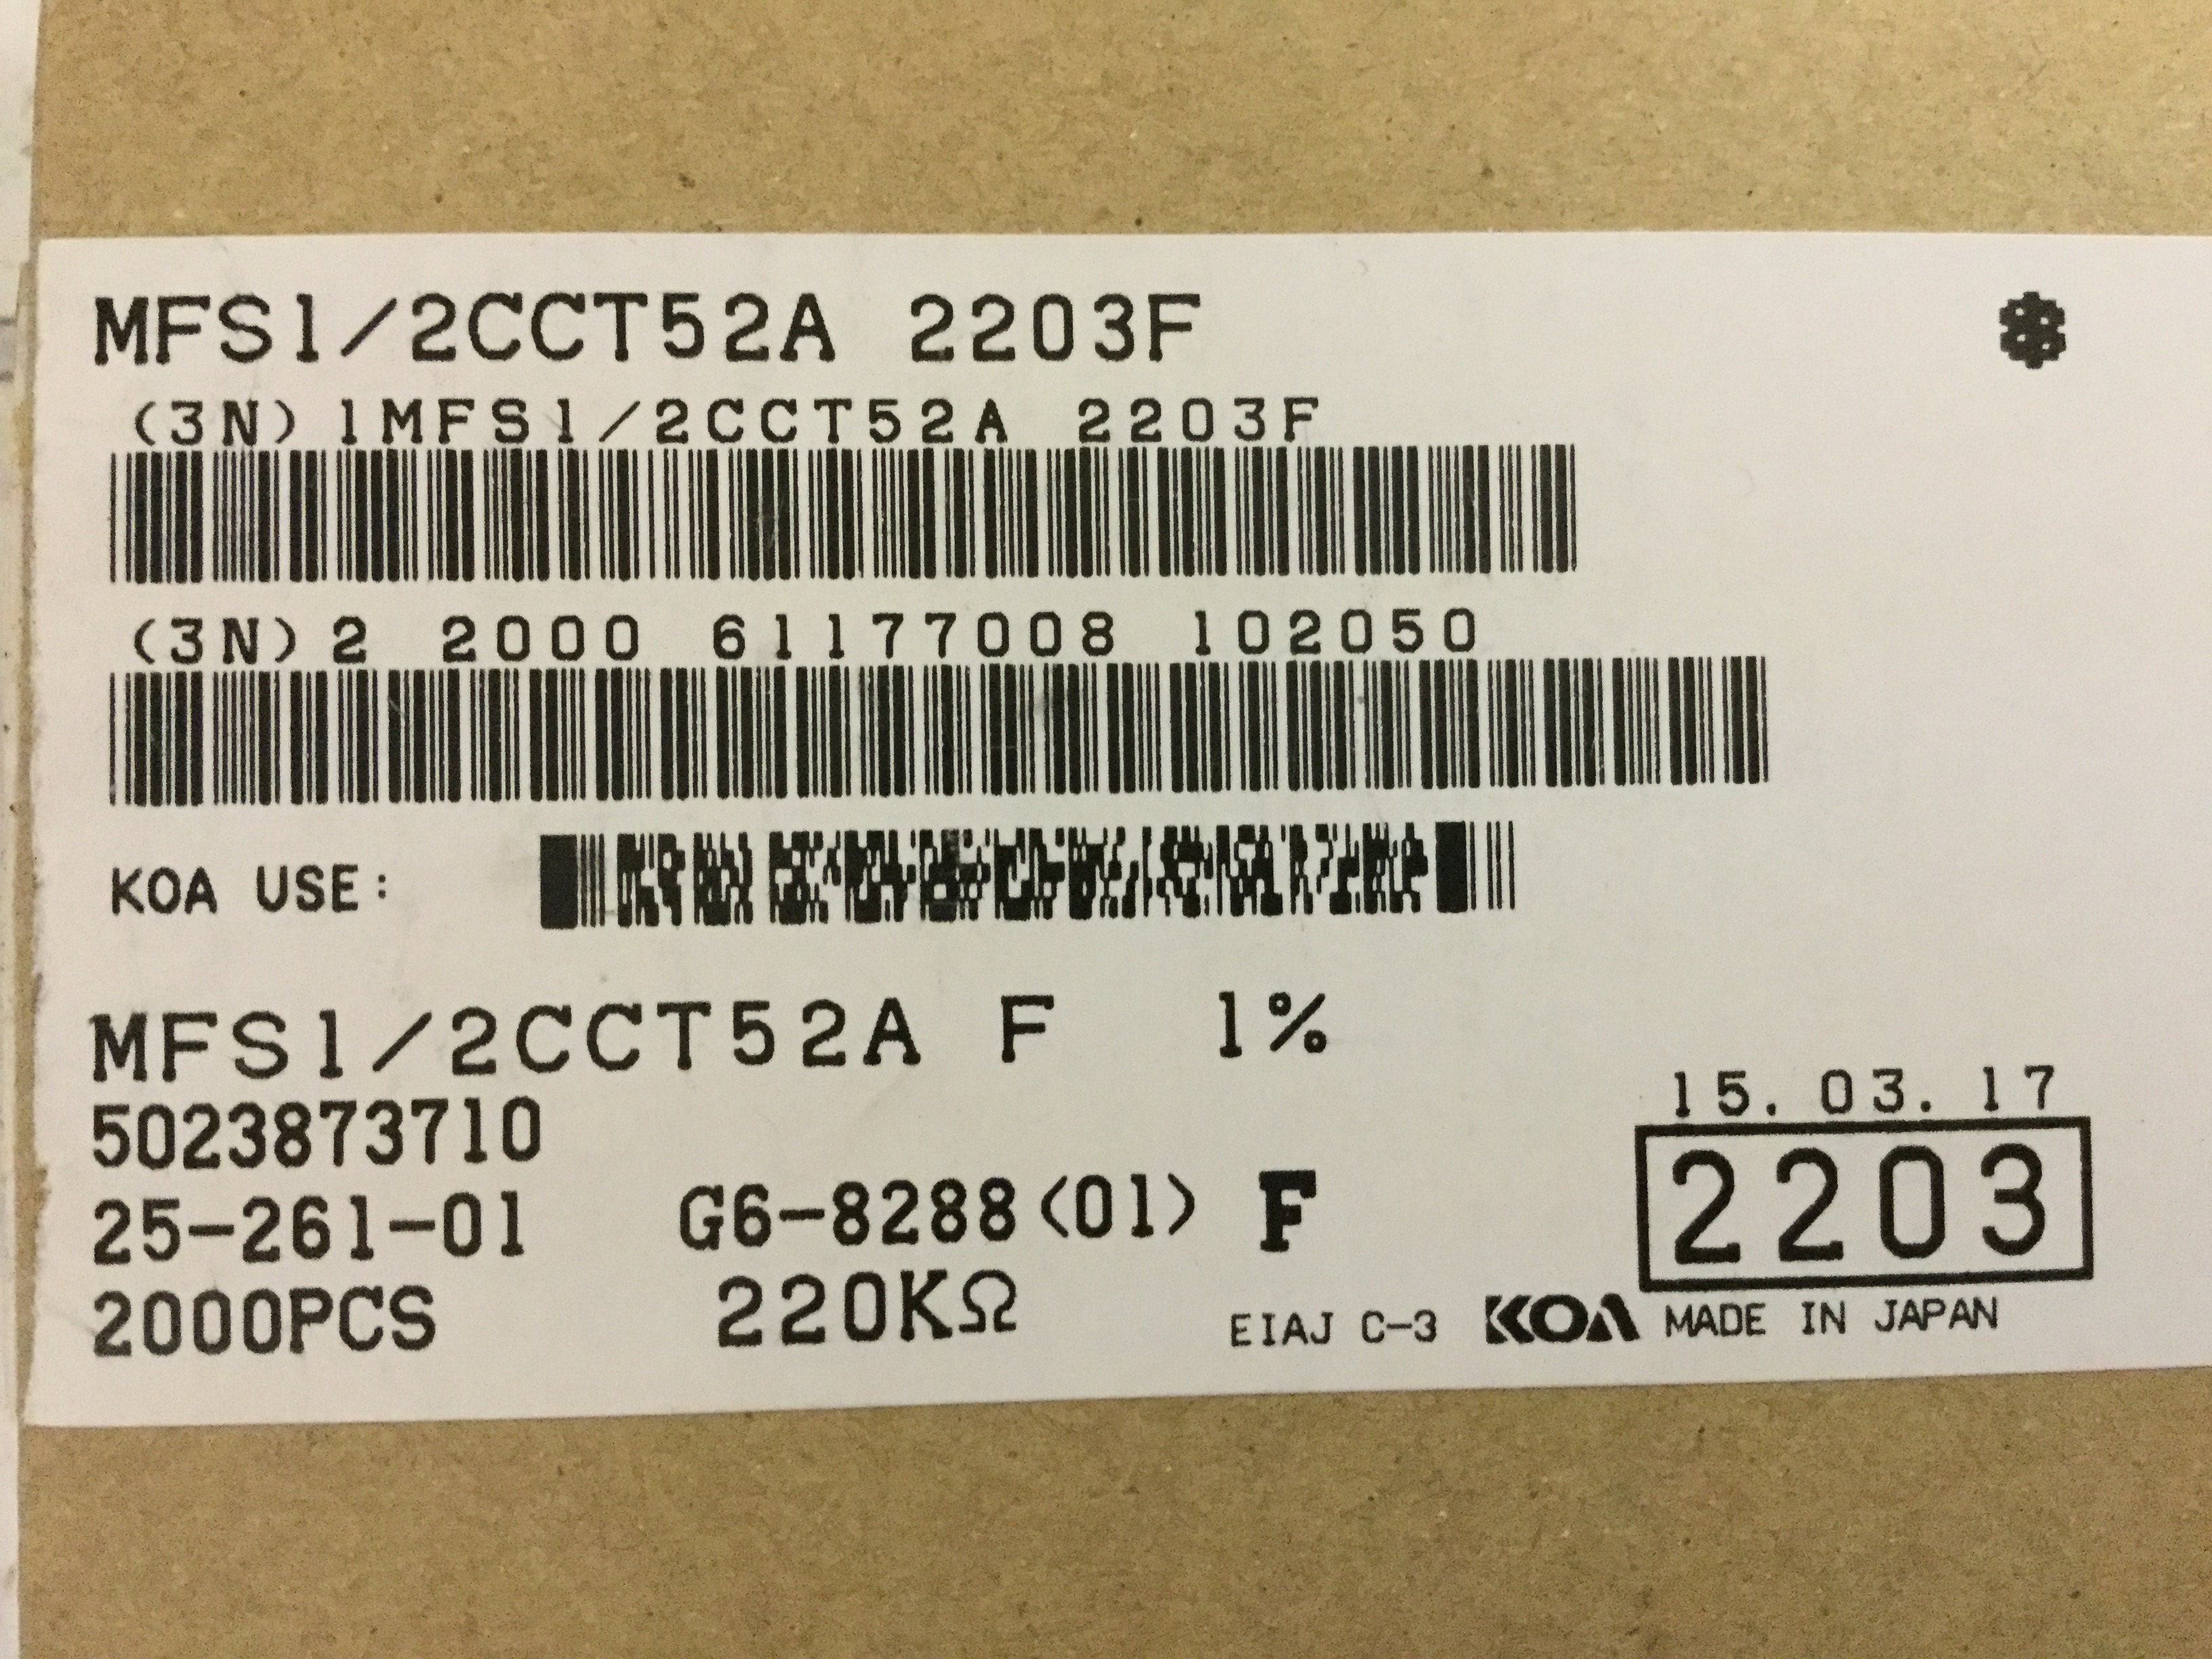 MFS1/2CCT52A 2203F
(3N)1MFS1/2CCT52A 2203F
(3N)2 2000 61177008 102050
KOA USE:
MFS1/2CCT52A F 1%
5023873710
15.03.17
25-261-01 G6-8288(01) F
2203
2000PCS 220KΩ
EIAJ C-3 KOA MADE IN JAPAN